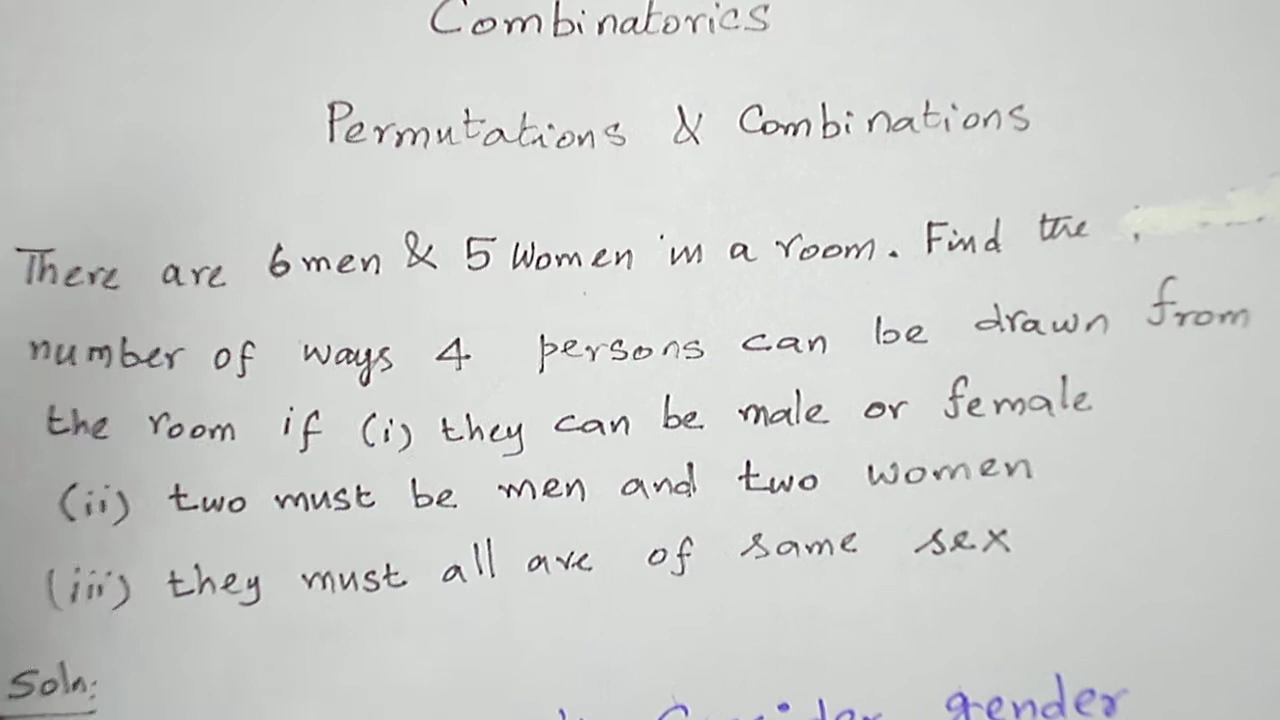 Combinatorics
Permutations & Combinations
There are 6 men & 5 Women in a room. Find the
number of ways 4 persons can be drawn from
the room if (i) they can be male or female
(ii) two must be men and two women
(iii) they must all are of same sex
Soln:
gender